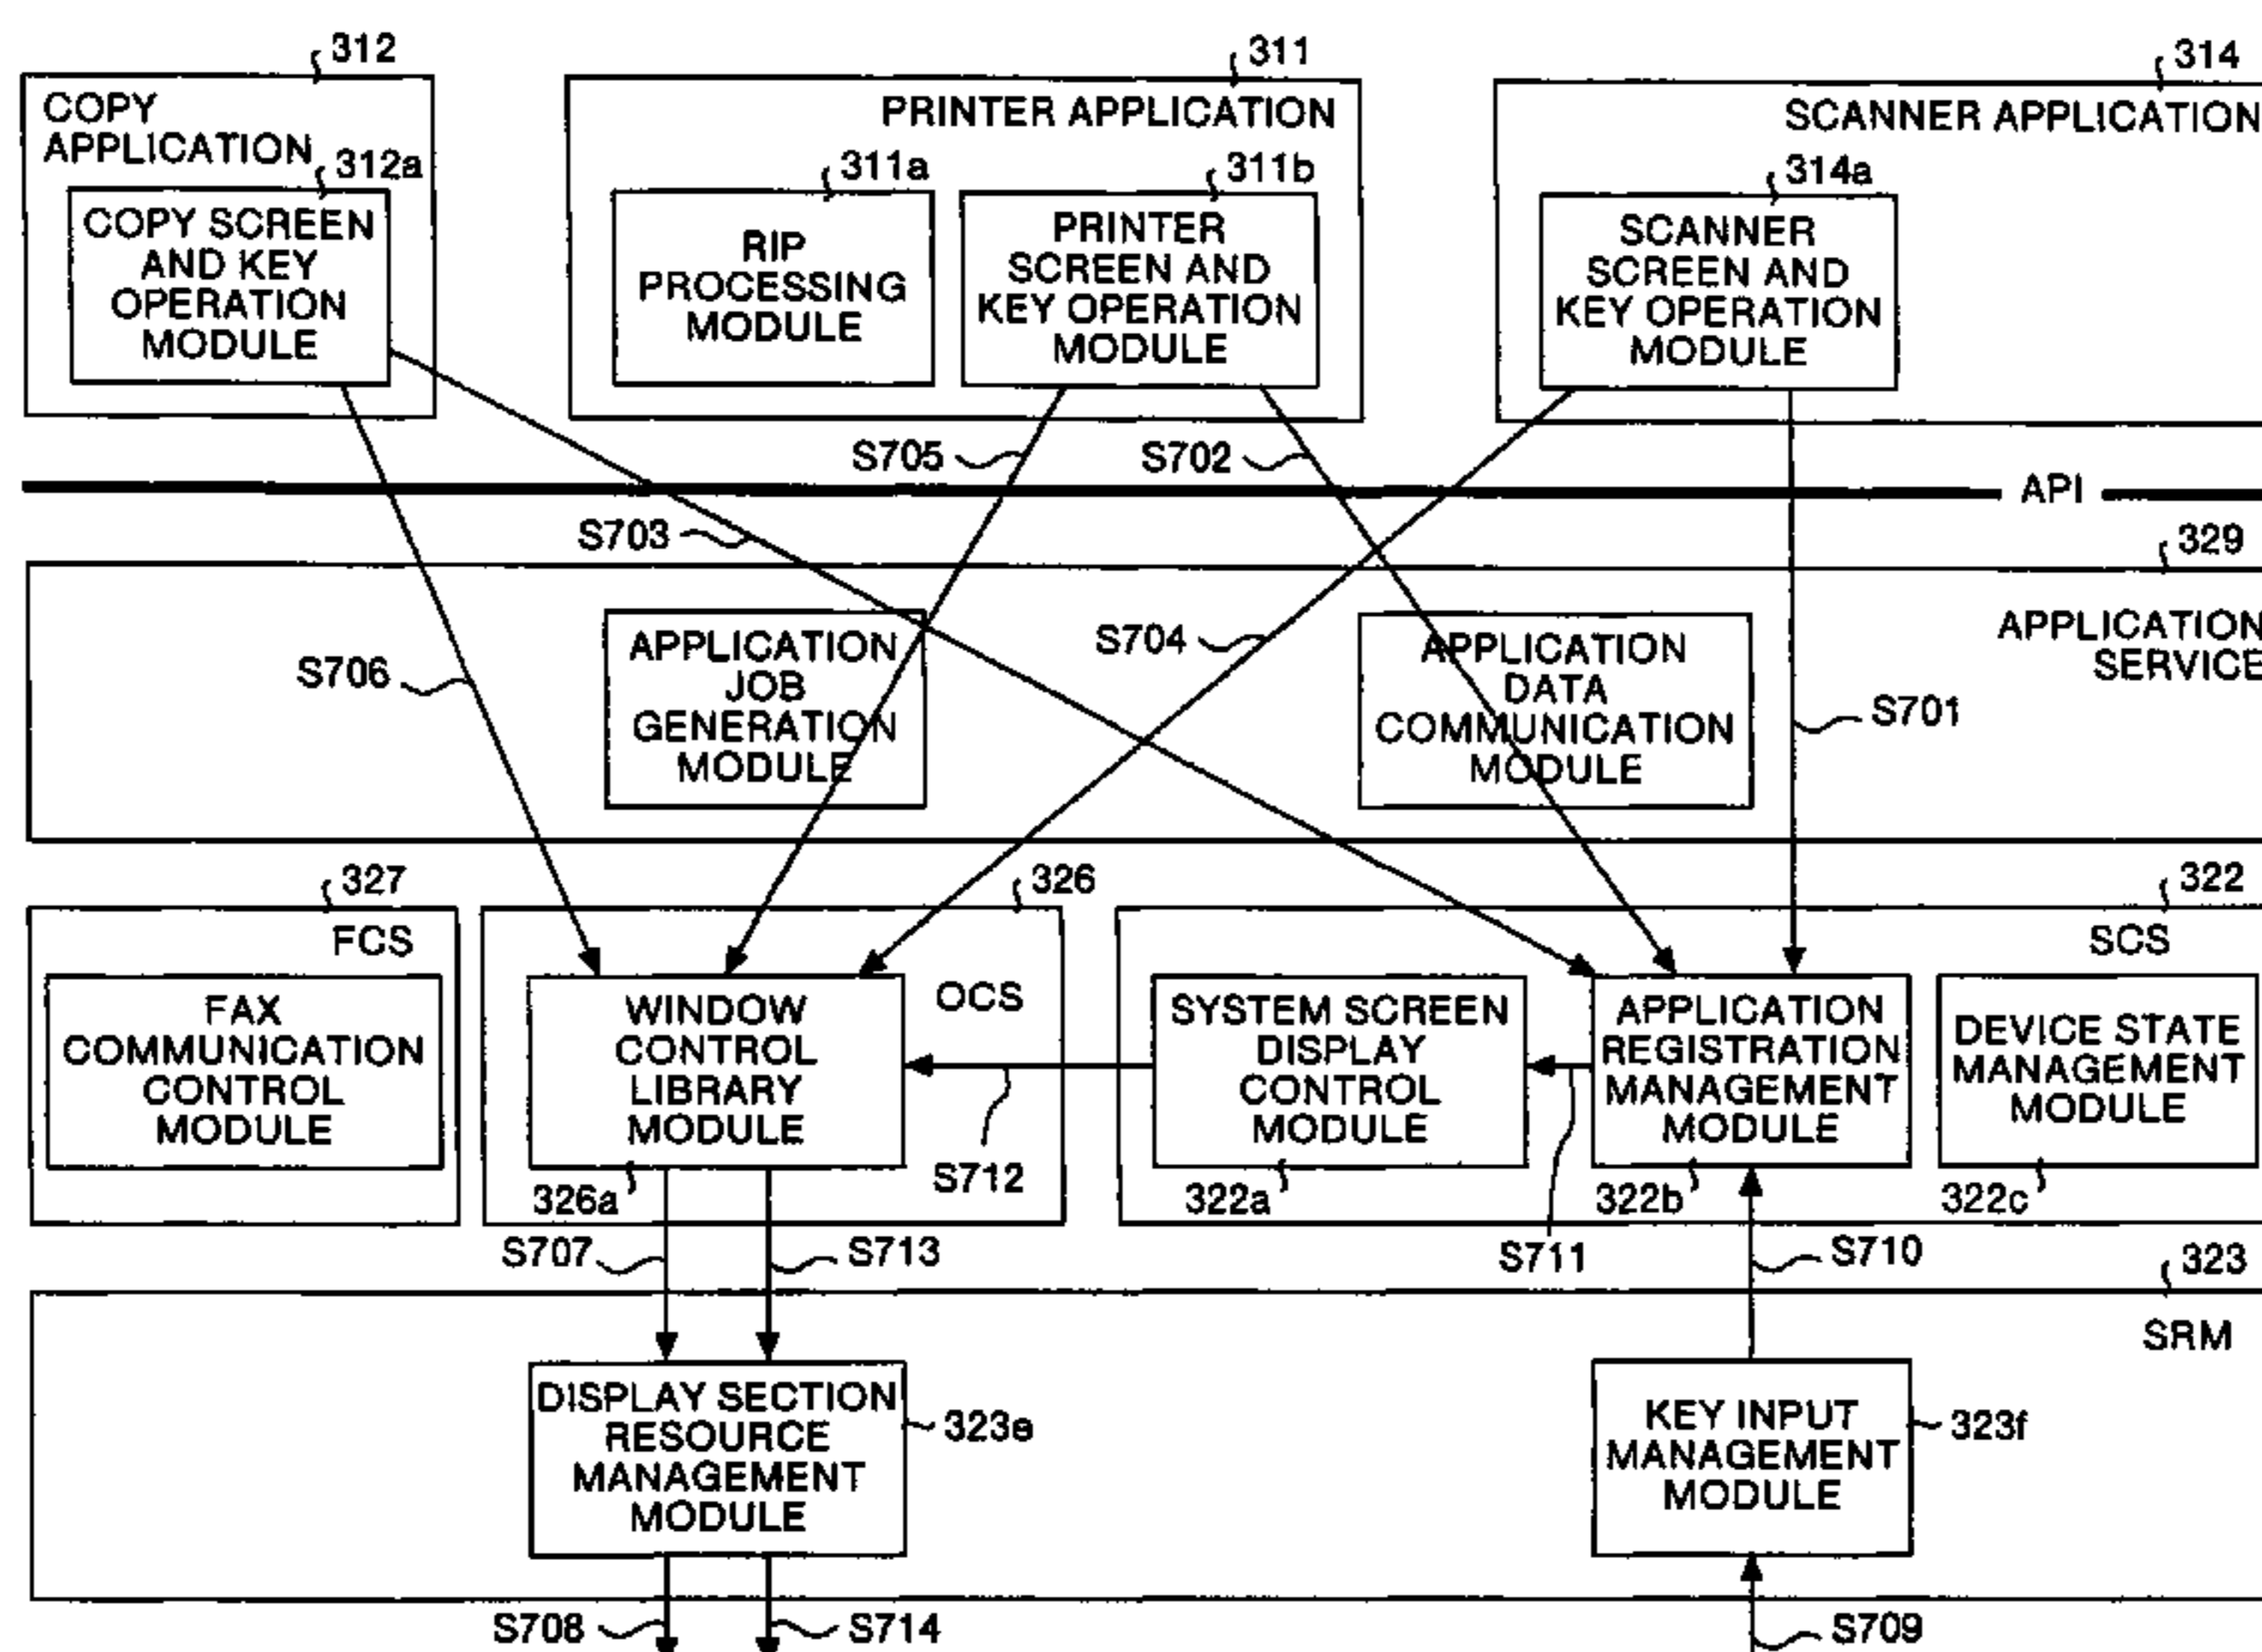 312
COPY
APPLICATION
312a
COPY SCREEN
AND KEY
OPERATION
MODULE
311
PRINTER APPLICATION
311a
RIP
PROCESSING
MODULE
311b
PRINTER
SCREEN AND
KEY OPERATION
MODULE
314
SCANNER APPLICATION
314a
SCANNER
SCREEN AND
KEY OPERATION
MODULE
S705
S702
API
S703
329
APPLICATION
SERVICE
S706
APPLICATION
JOB
GENERATION
MODULE
S704
APPLICATION
DATA
COMMUNICATION
MODULE
S701
327
FCS
FAX
COMMUNICATION
CONTROL
MODULE
326
OCS
WINDOW
CONTROL
LIBRARY
MODULE
326a
S712
322
SCS
SYSTEM SCREEN
DISPLAY
CONTROL
MODULE
322a
APPLICATION
REGISTRATION
MANAGEMENT
MODULE
322b
DEVICE STATE
MANAGEMENT
MODULE
322c
S707
S713
S711
S710
323
SRM
DISPLAY SECTION
RESOURCE
MANAGEMENT
MODULE
323e
KEY INPUT
MANAGEMENT
MODULE
323f
S708
S714
S709